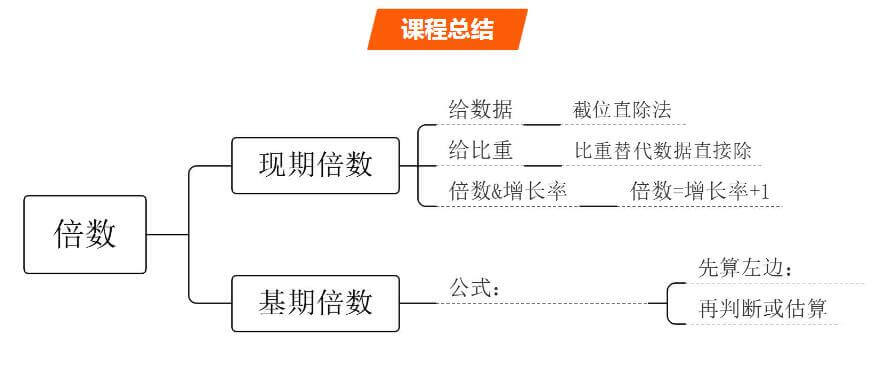 课程总结
倍数
现期倍数
给数据
截位直除法
给比重
比重替代数据直接除
倍数&增长率
倍数=增长率+1
基期倍数
公式：
先算左边：
再判断或估算